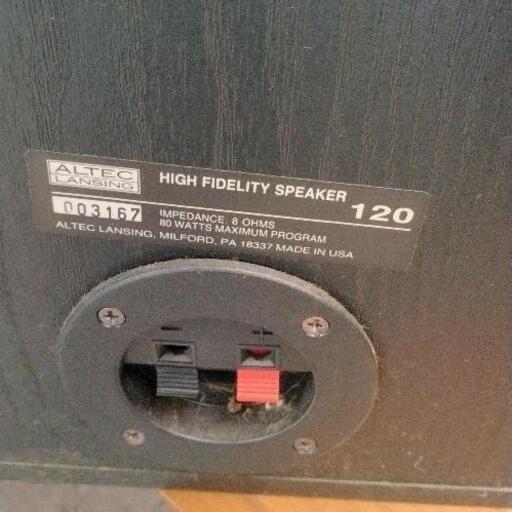 ALTEC
LANSING
HIGH FIDELITY SPEAKER
120
003167
IMPEDANCE: 8 OHMS
80 WATTS MAXIMUM PROGRAM
ALTEC LANSING, MILFORD, PA 18337 MADE IN USA
- +